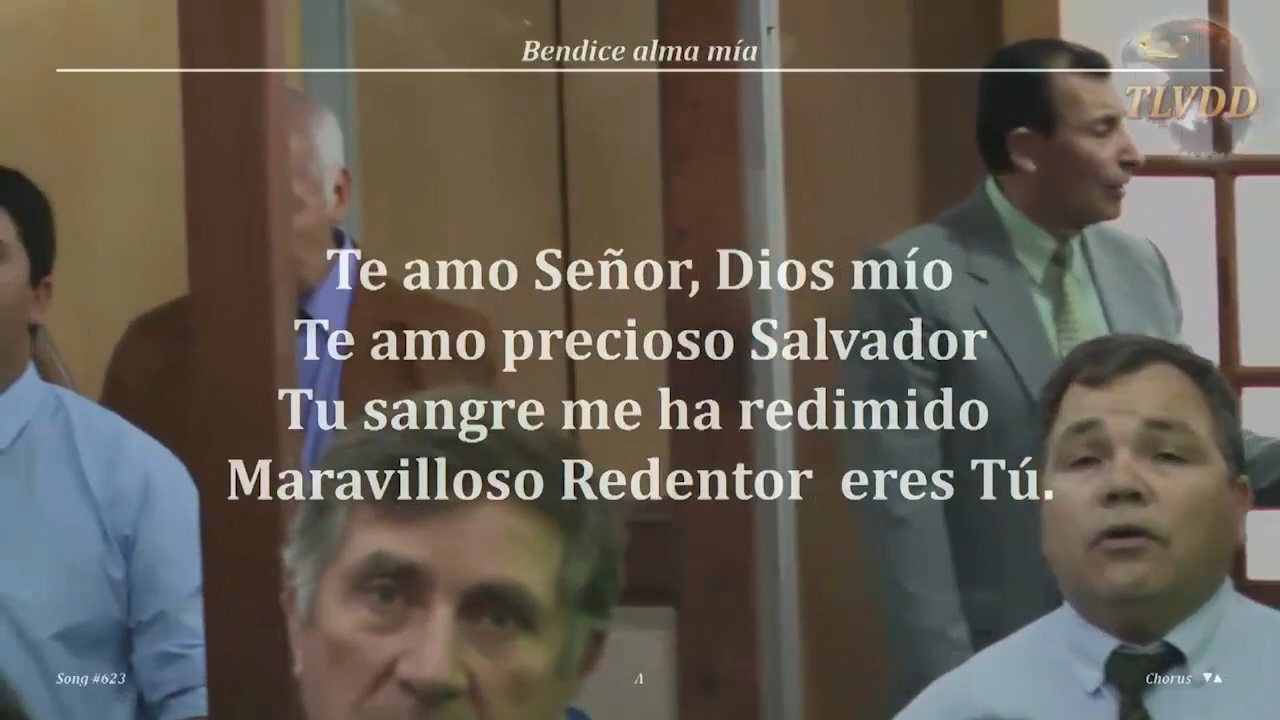 Bendice alma mía
TLVDD
Te amo Señor, Dios mío
Te amo precioso Salvador
Tu sangre me ha redimido
Maravilloso Redentor  eres Tú.
Song #623
Λ
Chorus ▼▲